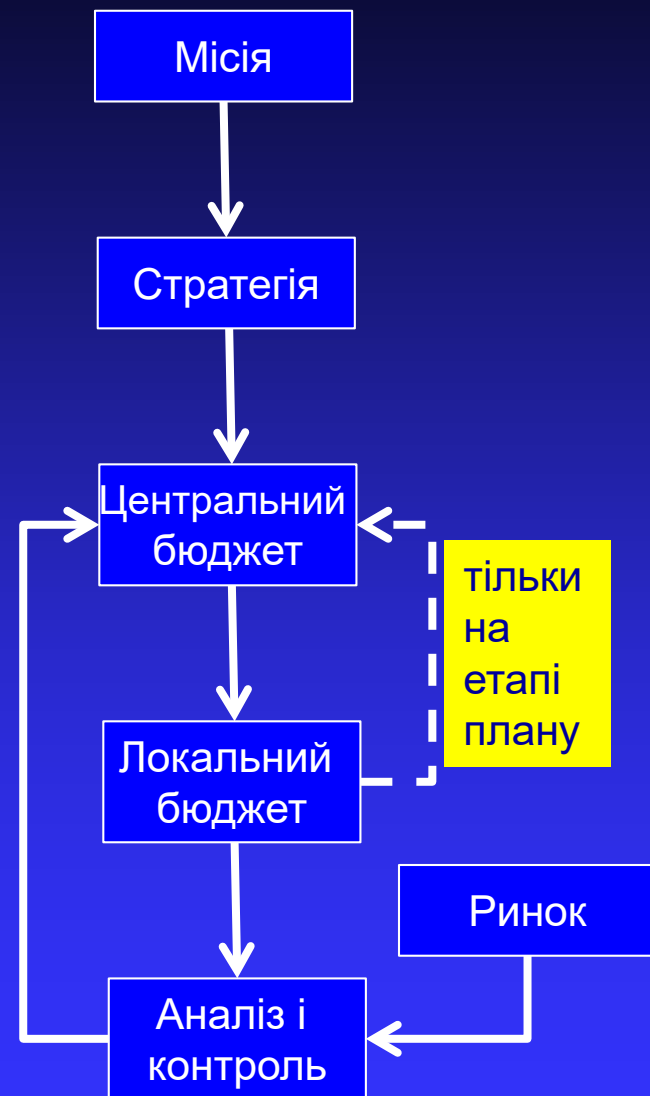 Місія
Стратегія
Центральний
бюджет
тільки
на
етапі
плану
Локальний
бюджет
Ринок
Аналіз і
контроль